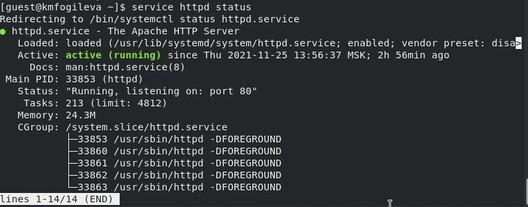 [guest@kmfogileva ~]$ service httpd status
Redirecting to /bin/systemctl status httpd.service
● httpd.service - The Apache HTTP Server
   Loaded: loaded (/usr/lib/systemd/system/httpd.service; enabled; vendor preset: disa>
   Active: active (running) since Thu 2021-11-25 13:56:37 MSK; 2h 56min ago
     Docs: man:httpd.service(8)
 Main PID: 33853 (httpd)
   Status: "Running, listening on: port 80"
    Tasks: 213 (limit: 4812)
   Memory: 24.3M
   CGroup: /system.slice/httpd.service
           ├─33853 /usr/sbin/httpd -DFOREGROUND
           ├─33860 /usr/sbin/httpd -DFOREGROUND
           ├─33861 /usr/sbin/httpd -DFOREGROUND
           ├─33862 /usr/sbin/httpd -DFOREGROUND
           └─33863 /usr/sbin/httpd -DFOREGROUND
lines 1-14/14 (END)